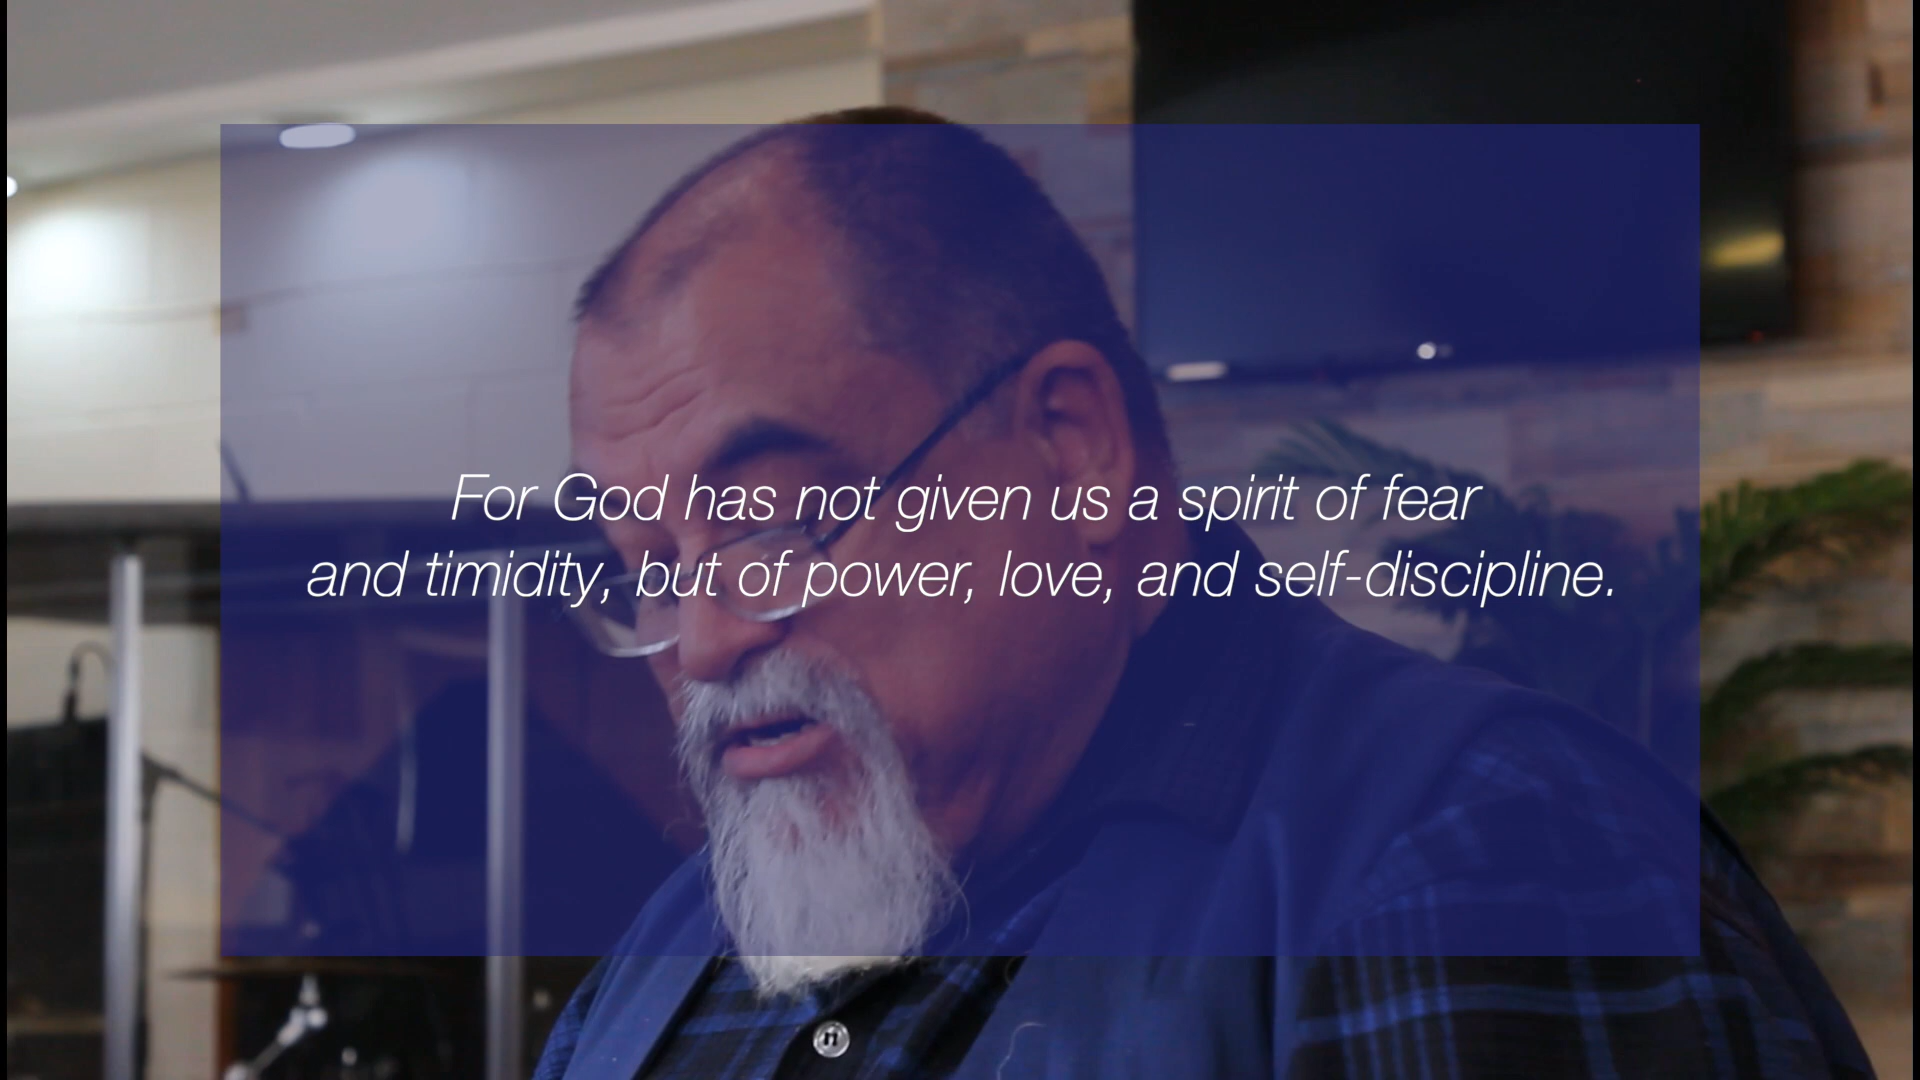 For God has not given us a spirit of fear
and timidity, but of power, love, and self-discipline.